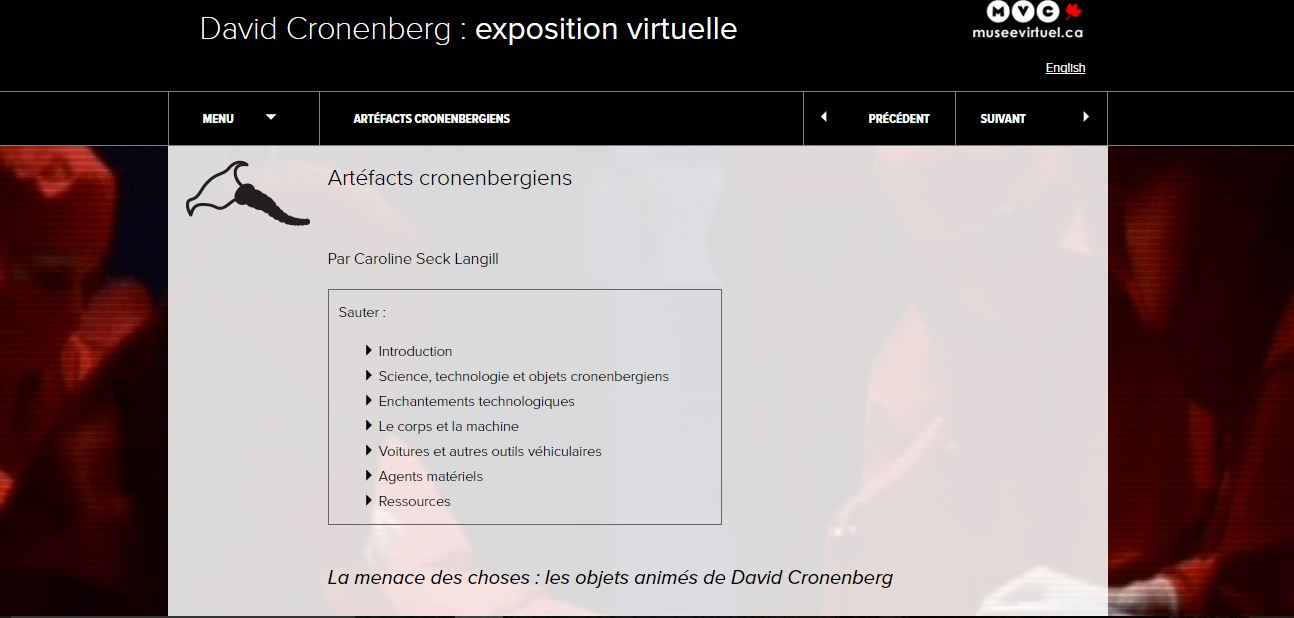 David Cronenberg : exposition virtuelle
MVC
museevirtuel.ca
English
MENU
ARTÉFACTS CRONENBERGIENS
PRÉCÉDENT
SUIVANT
Artéfacts cronenbergiens
Par Caroline Seck Langill
Sauter :
Introduction
Science, technologie et objets cronenbergiens
Enchantements technologiques
Le corps et la machine
Voitures et autres outils véhiculaires
Agents matériels
Ressources
La menace des choses : les objets animés de David Cronenberg